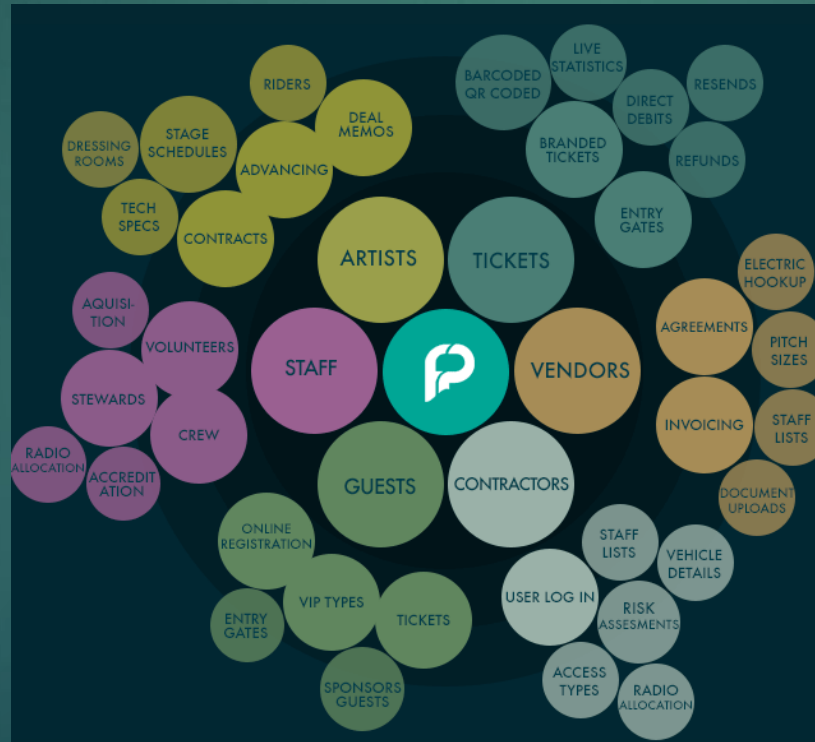 RIDERS
DEAL
MEMOS
STAGE
SCHEDULES
DRESSING
ROOMS
ADVANCING
TECH
SPECS
CONTRACTS
ARTISTS
BARCODED
QR CODED
LIVE
STATISTICS
DIRECT
DEBITS
RESENDS
BRANDED
TICKETS
REFUNDS
ENTRY
GATES
TICKETS
AQUISI-
TION
VOLUNTEERS
STEWARDS
CREW
RADIO
ALLOCATION
ACCREDIT
ATION
STAFF
P
VENDORS
ELECTRIC
HOOKUP
AGREEMENTS
PITCH
SIZES
INVOICING
STAFF
LISTS
DOCUMENT
UPLOADS
GUESTS
CONTRACTORS
ONLINE
REGISTRATION
VIP TYPES
TICKETS
ENTRY
GATES
SPONSORS
GUESTS
STAFF
LISTS
VEHICLE
DETAILS
USER LOG IN
RISK
ASSESMENTS
ACCESS
TYPES
RADIO
ALLOCATION